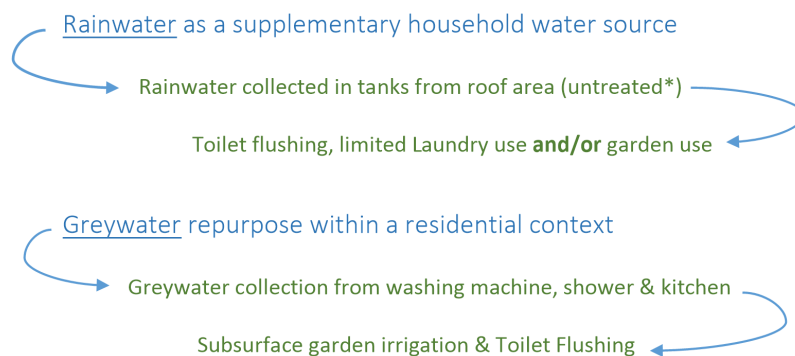 Rainwater as a supplementary household water source
Rainwater collected in tanks from roof area (untreated*)
Toilet flushing, limited Laundry use and/or garden use
Greywater repurpose within a residential context
Greywater collection from washing machine, shower & kitchen
Subsurface garden irrigation & Toilet Flushing